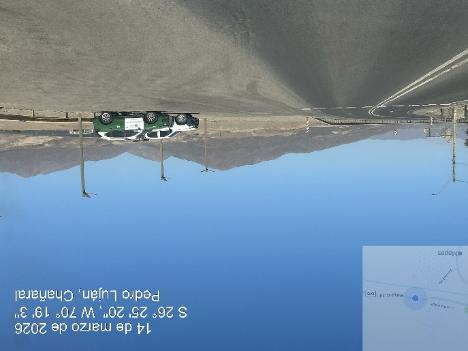 14 de marzo de 2026
S 26° 25' 20", W 70° 19' 3"
Pedro Luján, Chañaral